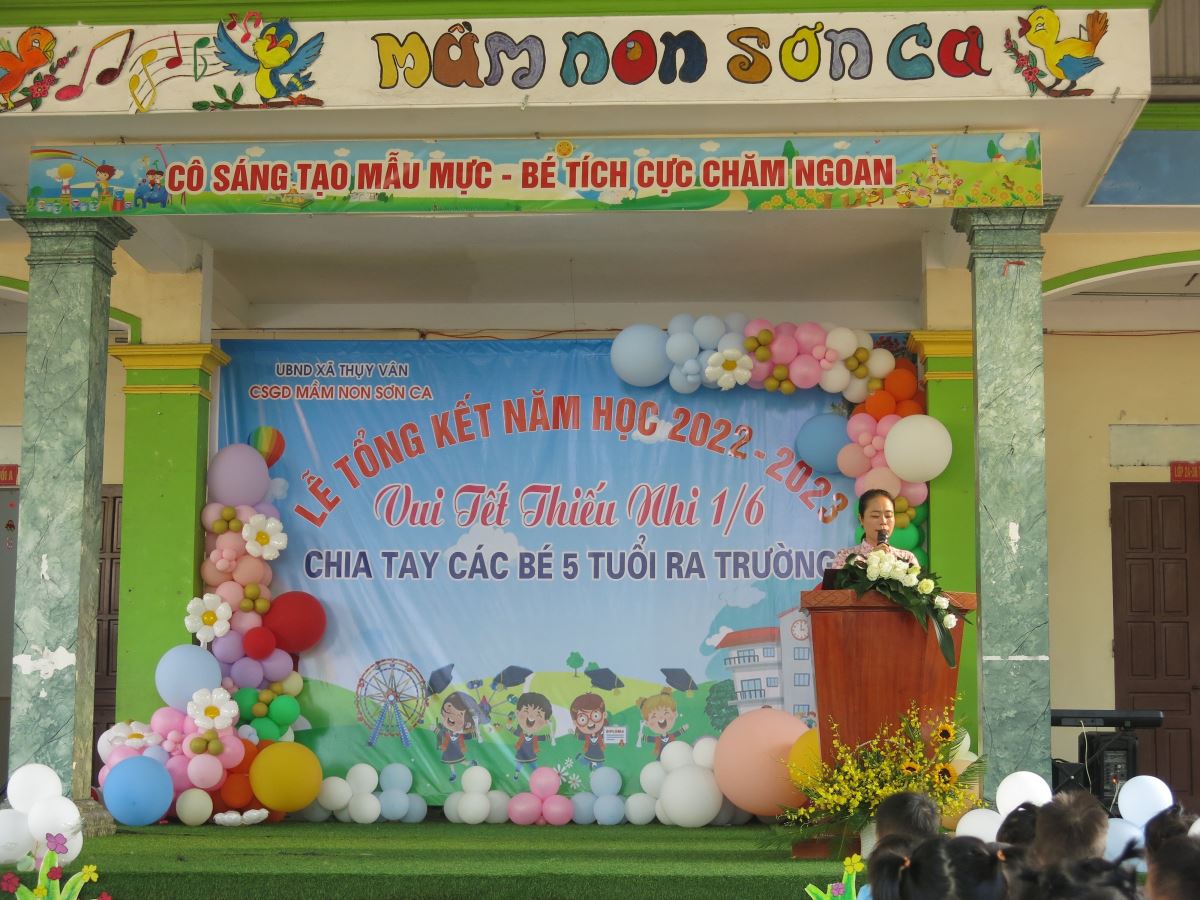 mầm non sơn ca
CÔ SÁNG TẠO MẪU MỰC - BÉ TÍCH CỰC CHĂM NGOAN
UBND XÃ THỤY VÂN
CSGD MẦM NON SƠN CA
LỄ TỔNG KẾT NĂM HỌC 2022 - 2023
Vui Tết Thiếu Nhi 1/6
CHIA TAY CÁC BÉ 5 TUỔI RA TRƯỜNG
DIPLOMA